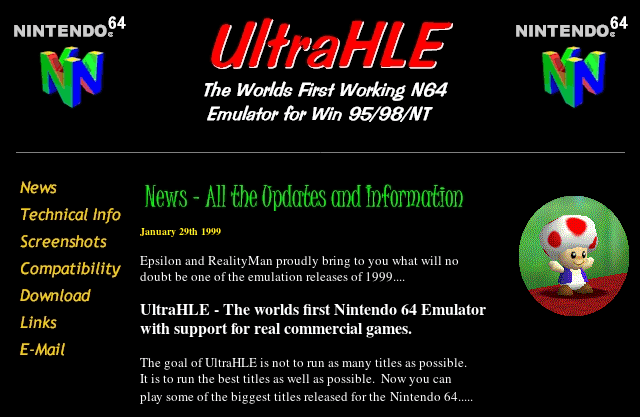 NINTENDO64
UltraHLE
NINTENDO64
The Worlds First Working N64
Emulator for Win 95/98/NT
News
Technical Info
Screenshots
Compatibility
Download
Links
E-Mail
News - All the Updates and Information
January 29th 1999
Epsilon and RealityMan proudly bring to you what will no
doubt be one of the emulation releases of 1999....
UltraHLE - The worlds first Nintendo 64 Emulator
with support for real commercial games.
The goal of UltraHLE is not to run as many titles as possible.
It is to run the best titles as well as possible.  Now you can
play some of the biggest titles released for the Nintendo 64.....